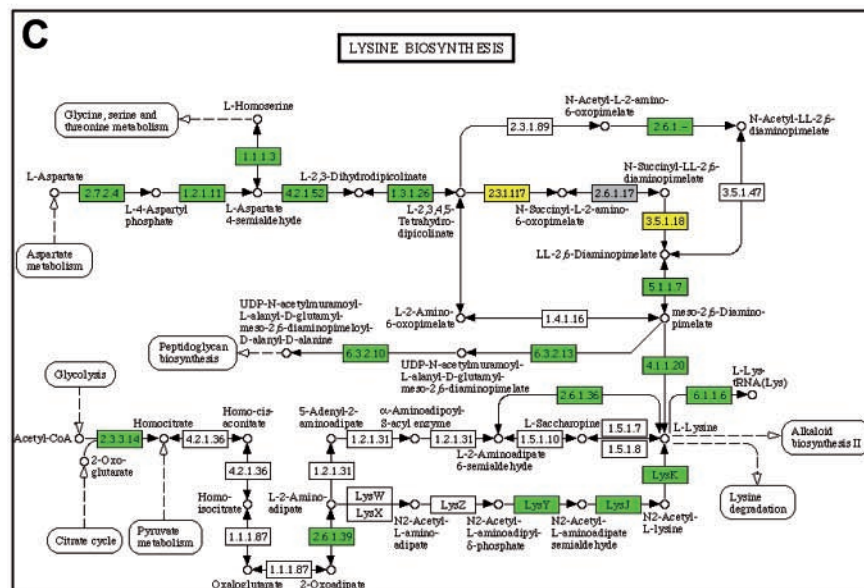 C
LYSINE BIOSYNTHESIS
Glycine, serine and
threonine metabolism
L-Homoserine
1.1.1.3
2.3.1.89
N-Acetyl-L-2-amino-
6-oxopimelate
2.6.1.-
N-Acetyl-LL-2,6-
diaminopimelate
L-Aspartate
2.7.2.4
L-4-Aspartyl
phosphate
1.2.1.11
L-Aspartate
4-semialdehyde
4.2.1.52
L-2,3-Dihydrodipicolinate
1.3.1.26
L-2,3,4,5-
Tetrahydro-
dipicolinate
2.3.1.117
N-Succinyl-L-2-amino-
6-oxopimelate
2.6.1.17
N-Succinyl-LL-2,6-
diaminopimelate
3.5.1.47
3.5.1.18
Aspartate
metabolism
LL-2,6-Diaminopimelate
5.1.1.7
L-2-Amino-
6-oxopimelate
1.4.1.16
meso-2,6-Diamino-
pimelate
UDP-N-acetylmuramoyl-
L-alanyl-D-glutamyl-
meso-2,6-diaminopimeloyl-
D-alanyl-D-alanine
Peptidoglycan
biosynthesis
6.3.2.10
6.3.2.13
UDP-N-acetylmuramoyl-
L-alanyl-D-glutamyl-
meso-2,6-diaminopimelate
4.1.1.20
L-Lys-
tRNA(Lys)
2.6.1.36
6.1.1.6
Glycolysis
Acetyl-CoA
2.3.3.14
Homocitrate
4.2.1.36
Homo-cis-
aconitate
5-Adenyl-2-
aminoadipate
1.2.1.31
α-Aminoadipoyl-
S-acyl enzyme
1.2.1.31
L-2-Aminoadipate
6-semialdehyde
1.5.1.10
L-Saccharopine
1.5.1.7
1.5.1.8
L-Lysine
Alkaloid
biosynthesis II
2-Oxo-
glutarate
4.2.1.36
1.2.1.31
Homo-
isocitrate
L-2-Amino-
adipate
LysW
LysX
N2-Acetyl-
L-amino-
adipate
LysZ
N2-Acetyl-
L-aminoadipyl-
δ-phosphate
LysY
N2-Acetyl-
L-aminoadipate
semialdehyde
LysJ
N2-Acetyl-
L-lysine
LysK
Lysine
degradation
Citrate cycle
Pyruvate
metabolism
1.1.1.87
2.6.1.39
Oxaloglutarate
1.1.1.87
2-Oxoadipate